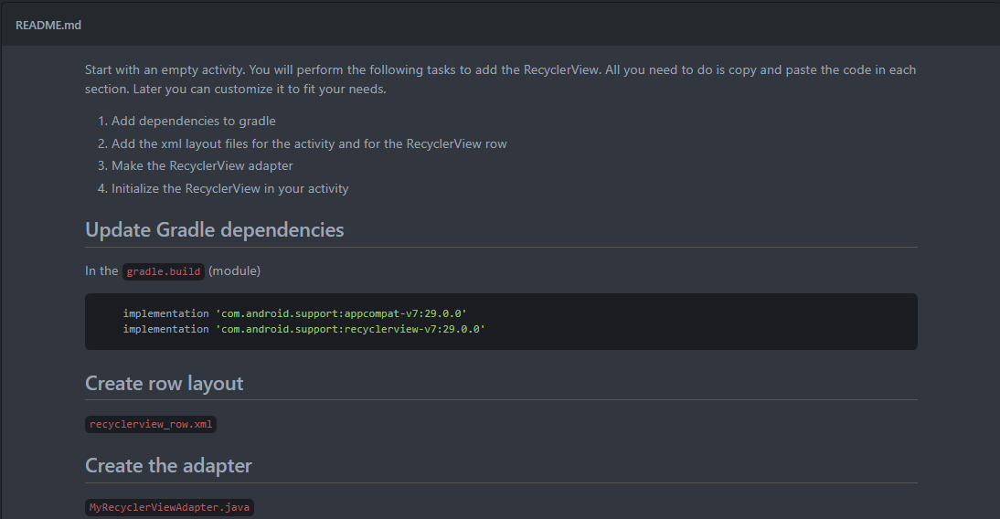 README.md
Start with an empty activity. You will perform the following tasks to add the RecyclerView. All you need to do is copy and paste the code in each
section. Later you can customize it to fit your needs.
1. Add dependencies to gradle
2. Add the xml layout files for the activity and for the RecyclerView row
3. Make the RecyclerView adapter
4. Initialize the RecyclerView in your activity
Update Gradle dependencies
In the gradle.build (module)
implementation 'com.android.support:appcompat-v7:29.0.0'
implementation 'com.android.support:recyclerview-v7:29.0.0'
Create row layout
recyclerview_row.xml
Create the adapter
MyRecyclerViewAdapter.java